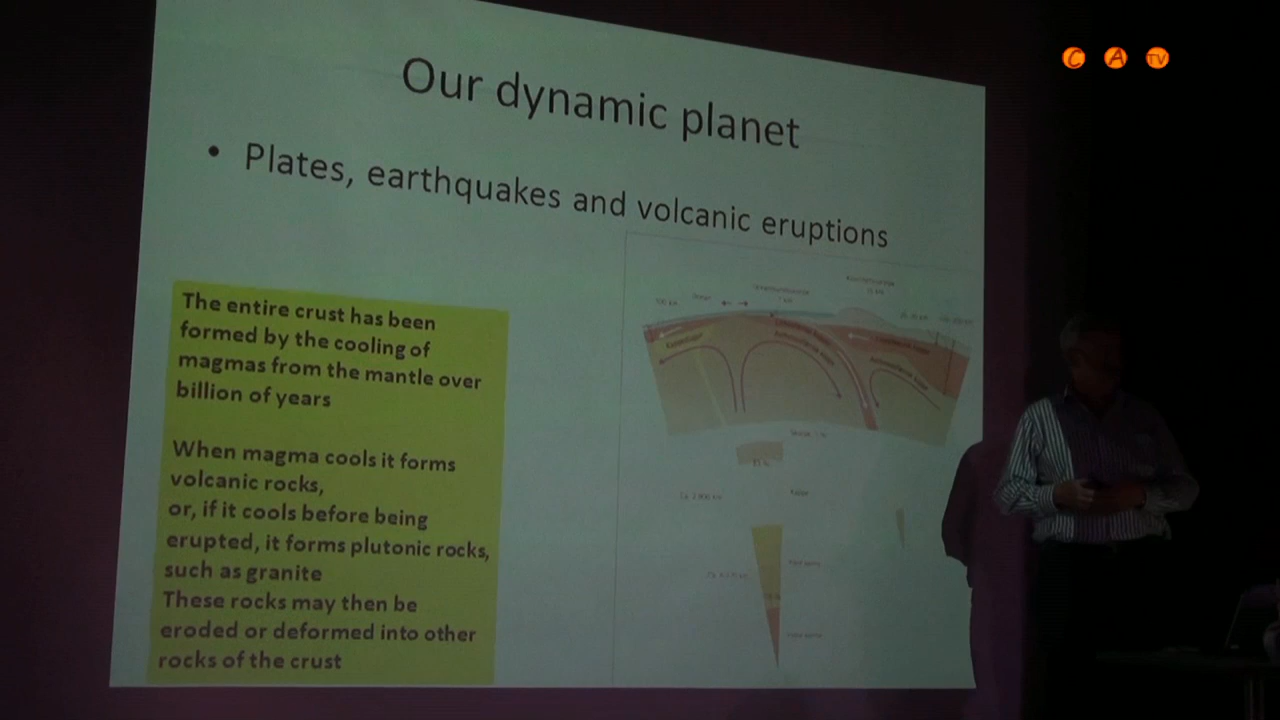 C A TV
Our dynamic planet
• Plates, earthquakes and volcanic eruptions
The entire crust has been
formed by the cooling of
magmas from the mantle over
billion of years
When magma cools it forms
volcanic rocks,
or, if it cools before being
erupted, it forms plutonic rocks,
such as granite
These rocks may then be
eroded or deformed into other
rocks of the crust